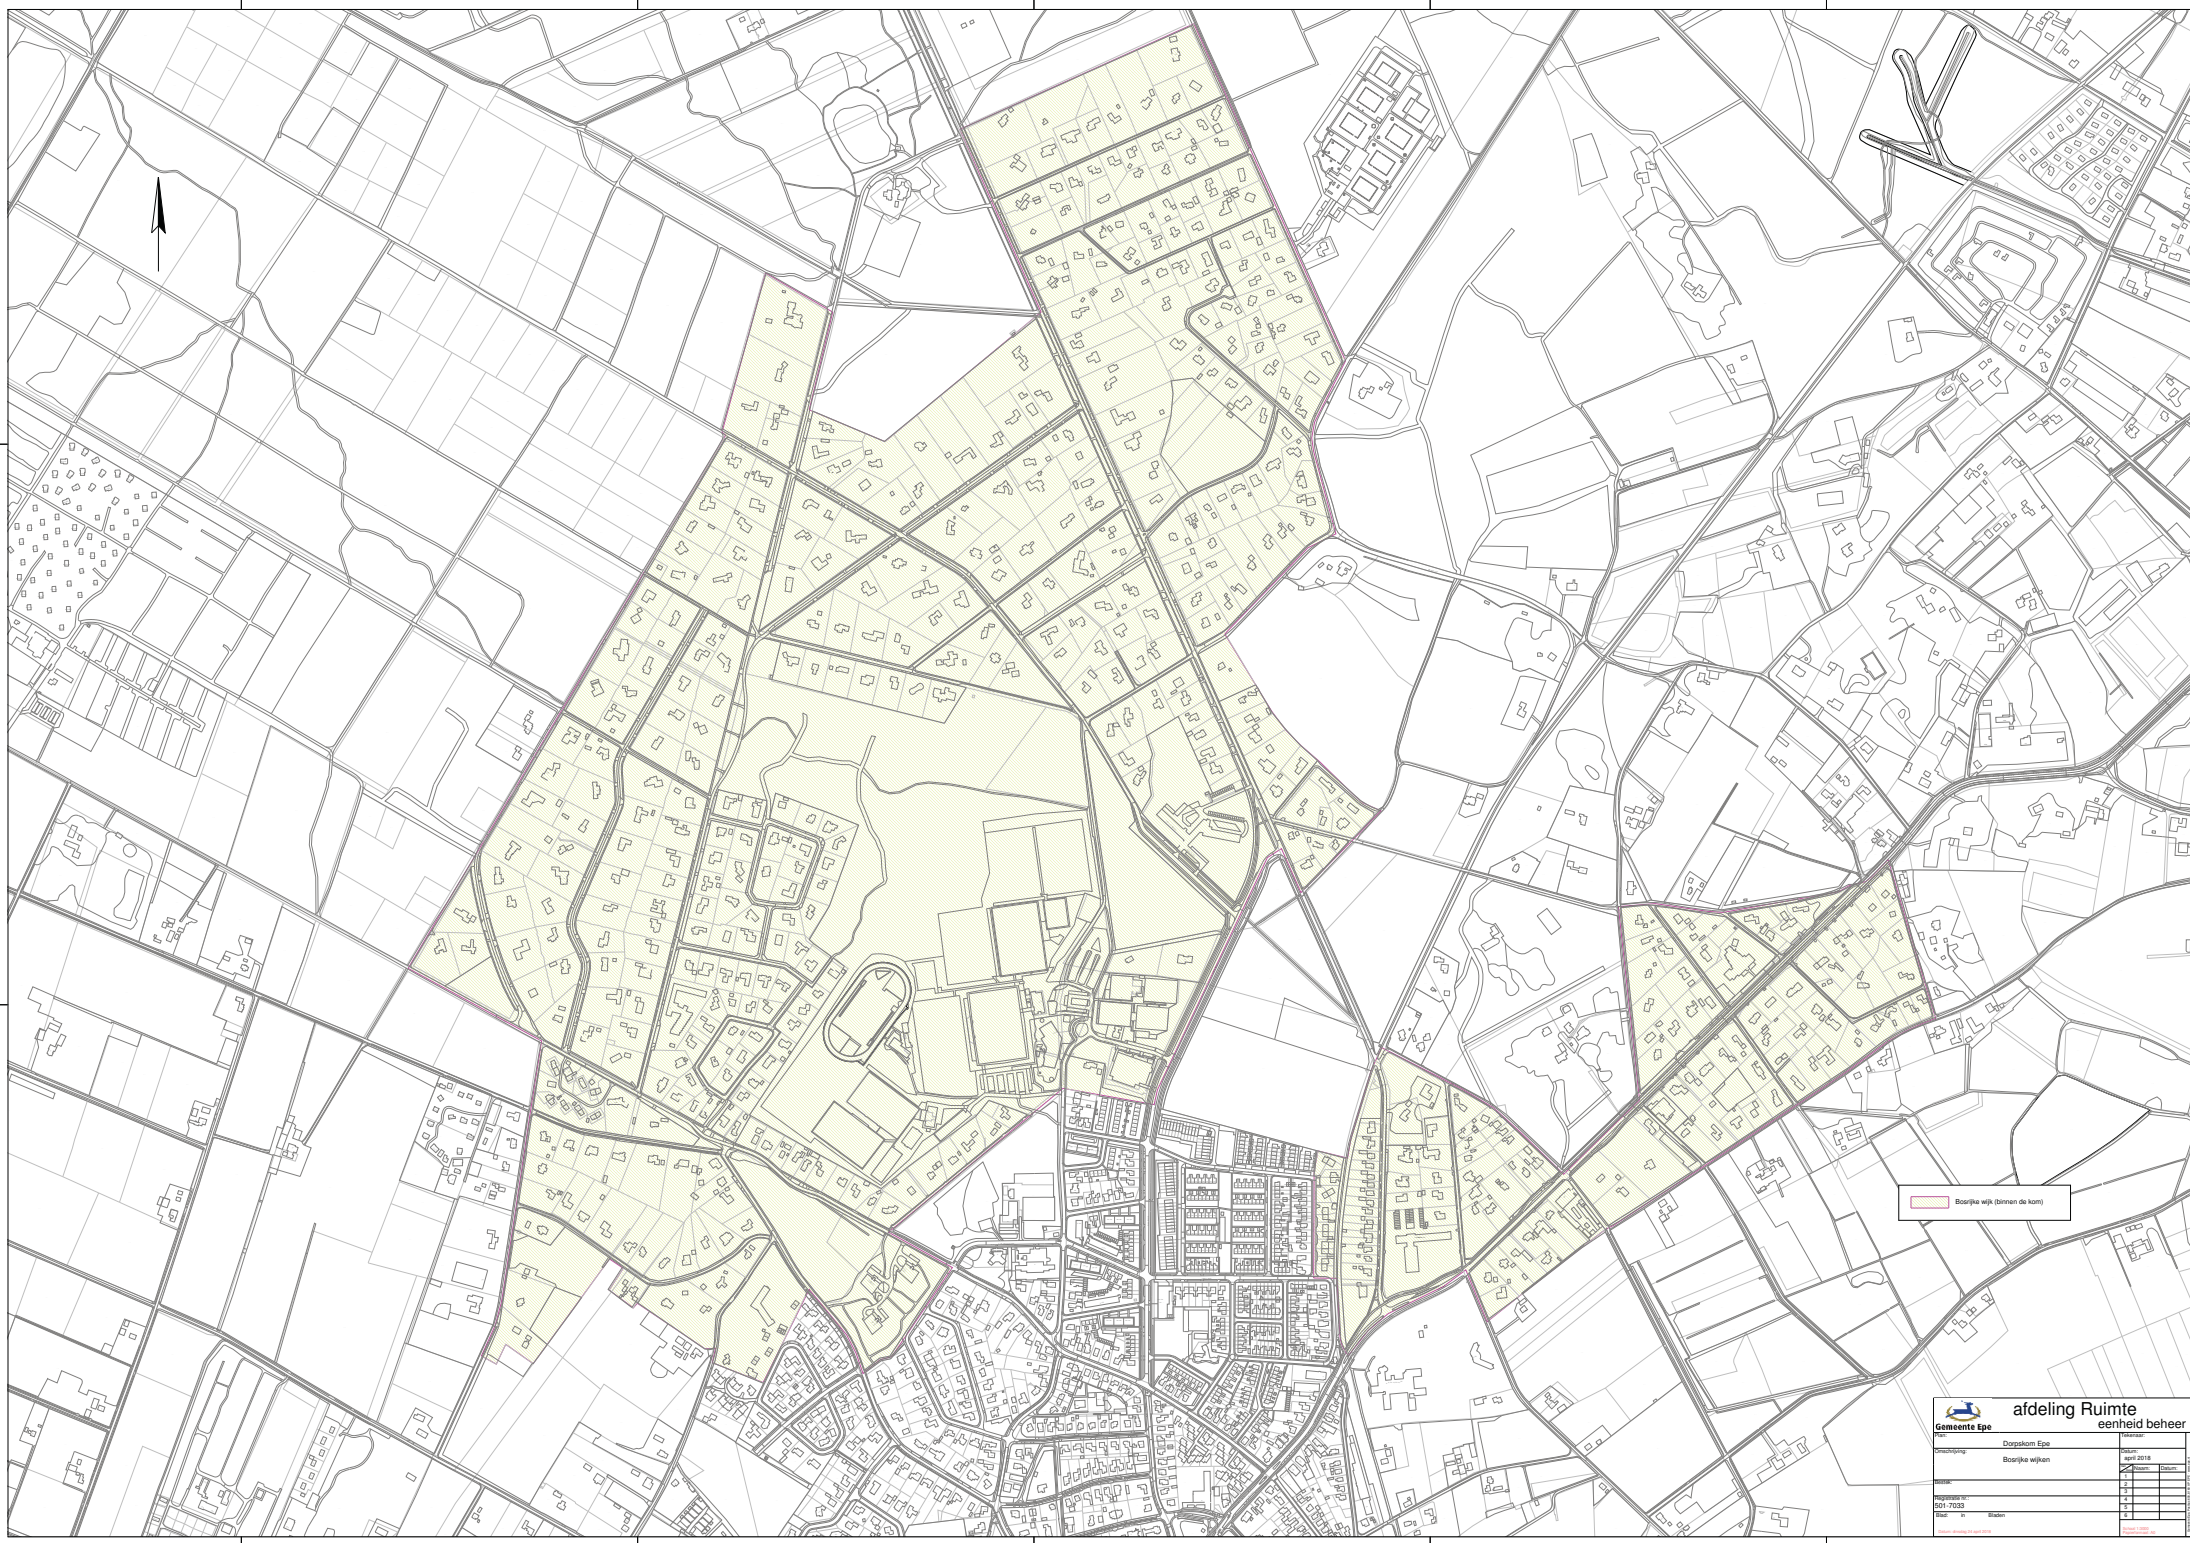 Bosrijke wijk (binnen de kom)
afdeling Ruimte
eenheid beheer
Gemeente Epe
Plan:
Dorpskom Epe
Tekenaar:
Omschrijving:
Bosrijke wijken
Datum:
april 2018
Naam: Datum:
1
2
3
4
5
6
Bestek:
Registratie nr.:
501-7033
Blad: in Bladen